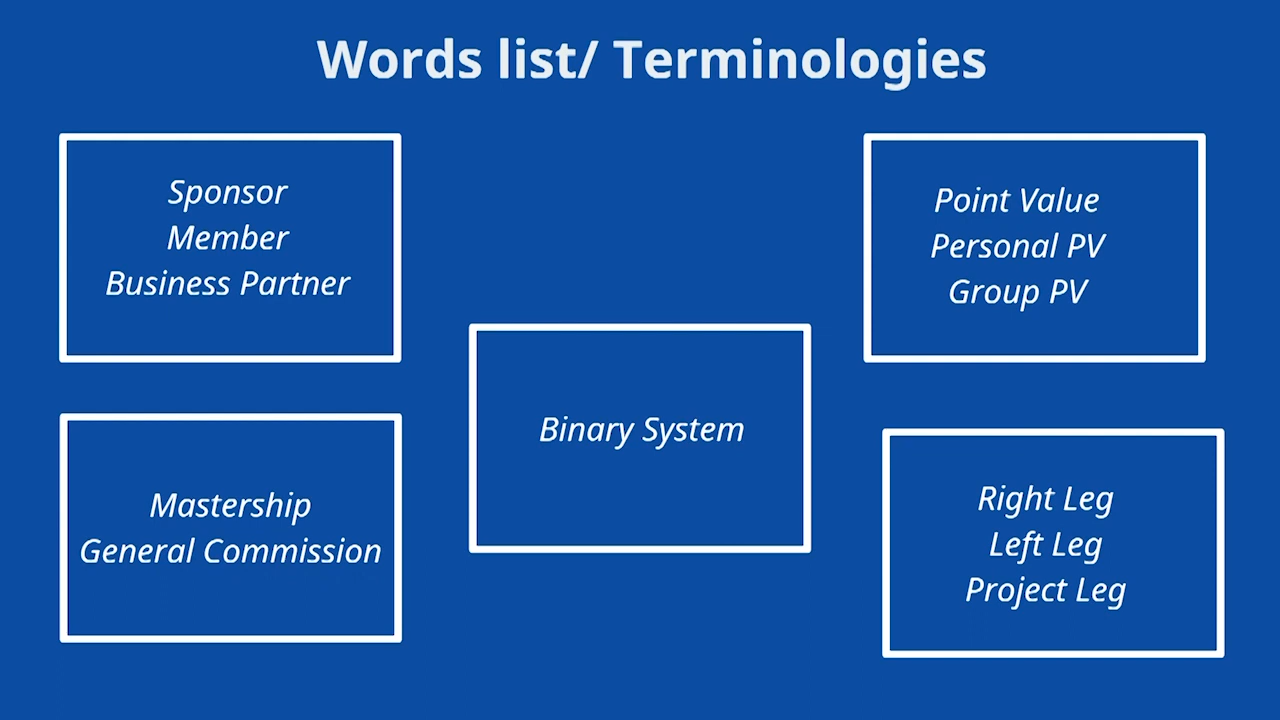 Words list/ Terminologies
Sponsor
Member
Business Partner
Point Value
Personal PV
Group PV
Binary System
Mastership
General Commission
Right Leg
Left Leg
Project Leg